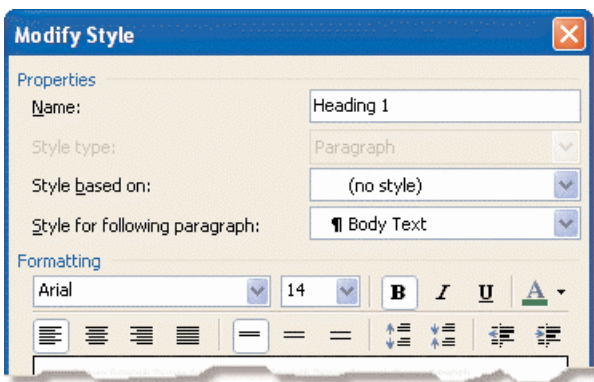 Modify Style
Properties
Name: Heading 1
Style type: Paragraph
Style based on: (no style)
Style for following paragraph: ¶ Body Text
Formatting
Arial 14 B I U A